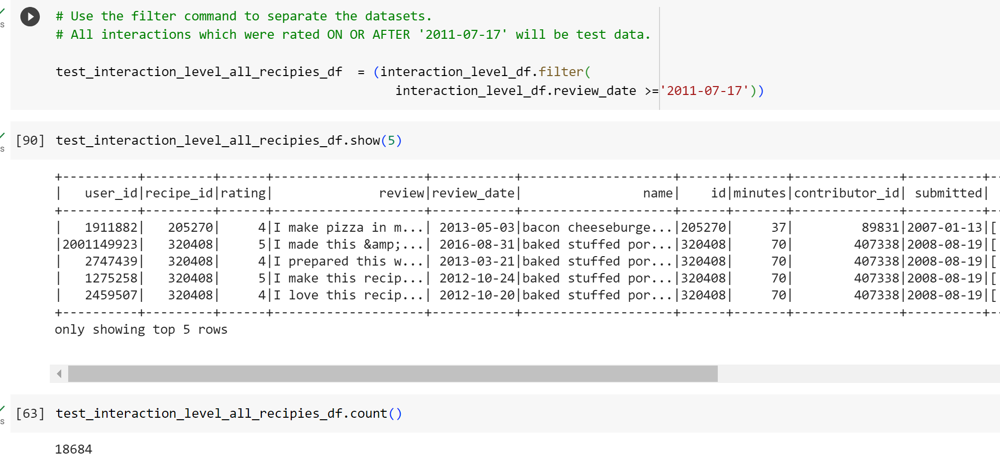 # Use the filter command to separate the datasets.
# All interactions which were rated ON OR AFTER '2011-07-17' will be test data.
test_interaction_level_all_recipies_df  = (interaction_level_df.filter(
interaction_level_df.review_date >='2011-07-17'))
s
[90] test_interaction_level_all_recipies_df.show(5)
s
+----------+---------+------+--------------------+-----------+--------------------+------+-------+--------------+----------+--
|   user_id|recipe_id|rating|              review|review_date|                name|    id|minutes|contributor_id| submitted|
+----------+---------+------+--------------------+-----------+--------------------+------+-------+--------------+----------+--
|   1911882|   205270|     4|I make pizza in m...| 2013-05-03|bacon cheeseburge...|205270|     37|         89831|2007-01-13|[
|2001149923|   320408|     5|I made this &amp;...| 2016-08-31|baked stuffed por...|320408|     70|        407338|2008-08-19|[
|   2747439|   320408|     4|I prepared this w...| 2013-03-21|baked stuffed por...|320408|     70|        407338|2008-08-19|[
|   1275258|   320408|     5|I make this recip...| 2012-10-24|baked stuffed por...|320408|     70|        407338|2008-08-19|[
|   2459507|   320408|     4|I love this recip...| 2012-10-20|baked stuffed por...|320408|     70|        407338|2008-08-19|[
+----------+---------+------+--------------------+-----------+--------------------+------+-------+--------------+----------+--
only showing top 5 rows
[63] test_interaction_level_all_recipies_df.count()
s
18684